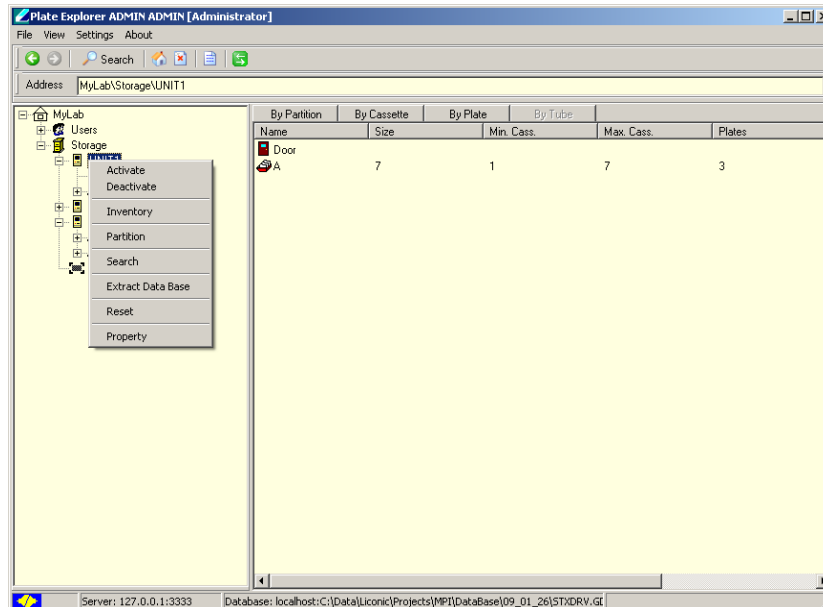 Plate Explorer ADMIN ADMIN [Administrator]
File View Settings About
Search
Address MyLab\Storage\UNIT1
MyLab
Users
Storage
UNIT1
Activate
Deactivate
Inventory
Partition
Search
Extract Data Base
Reset
Property
By Partition By Cassette By Plate By Tube
Name Size Min. Cass. Max. Cass. Plates
Door
A 7 1 7 3
Server: 127.0.0.1:3333 Database: localhost:C:\Data\Liconic\Projects\MPI\DataBase\09_01_26\STXDRV.GD